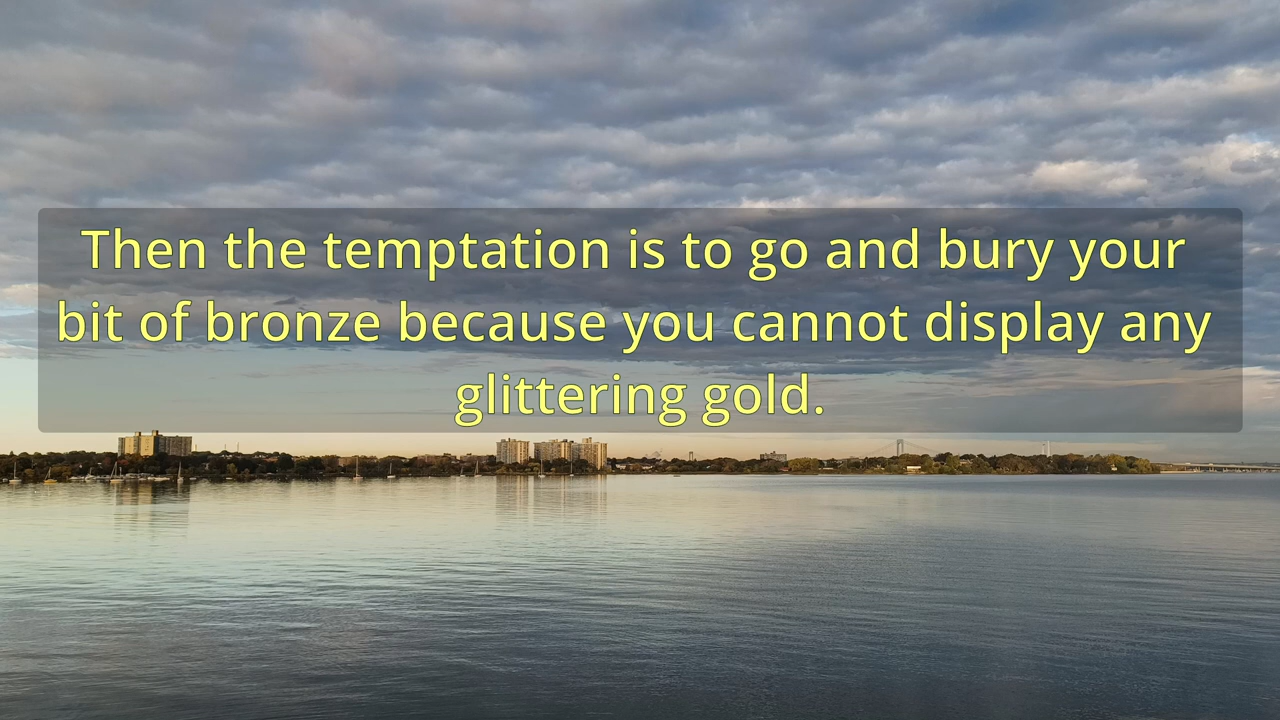 Then the temptation is to go and bury your
bit of bronze because you cannot display any
glittering gold.